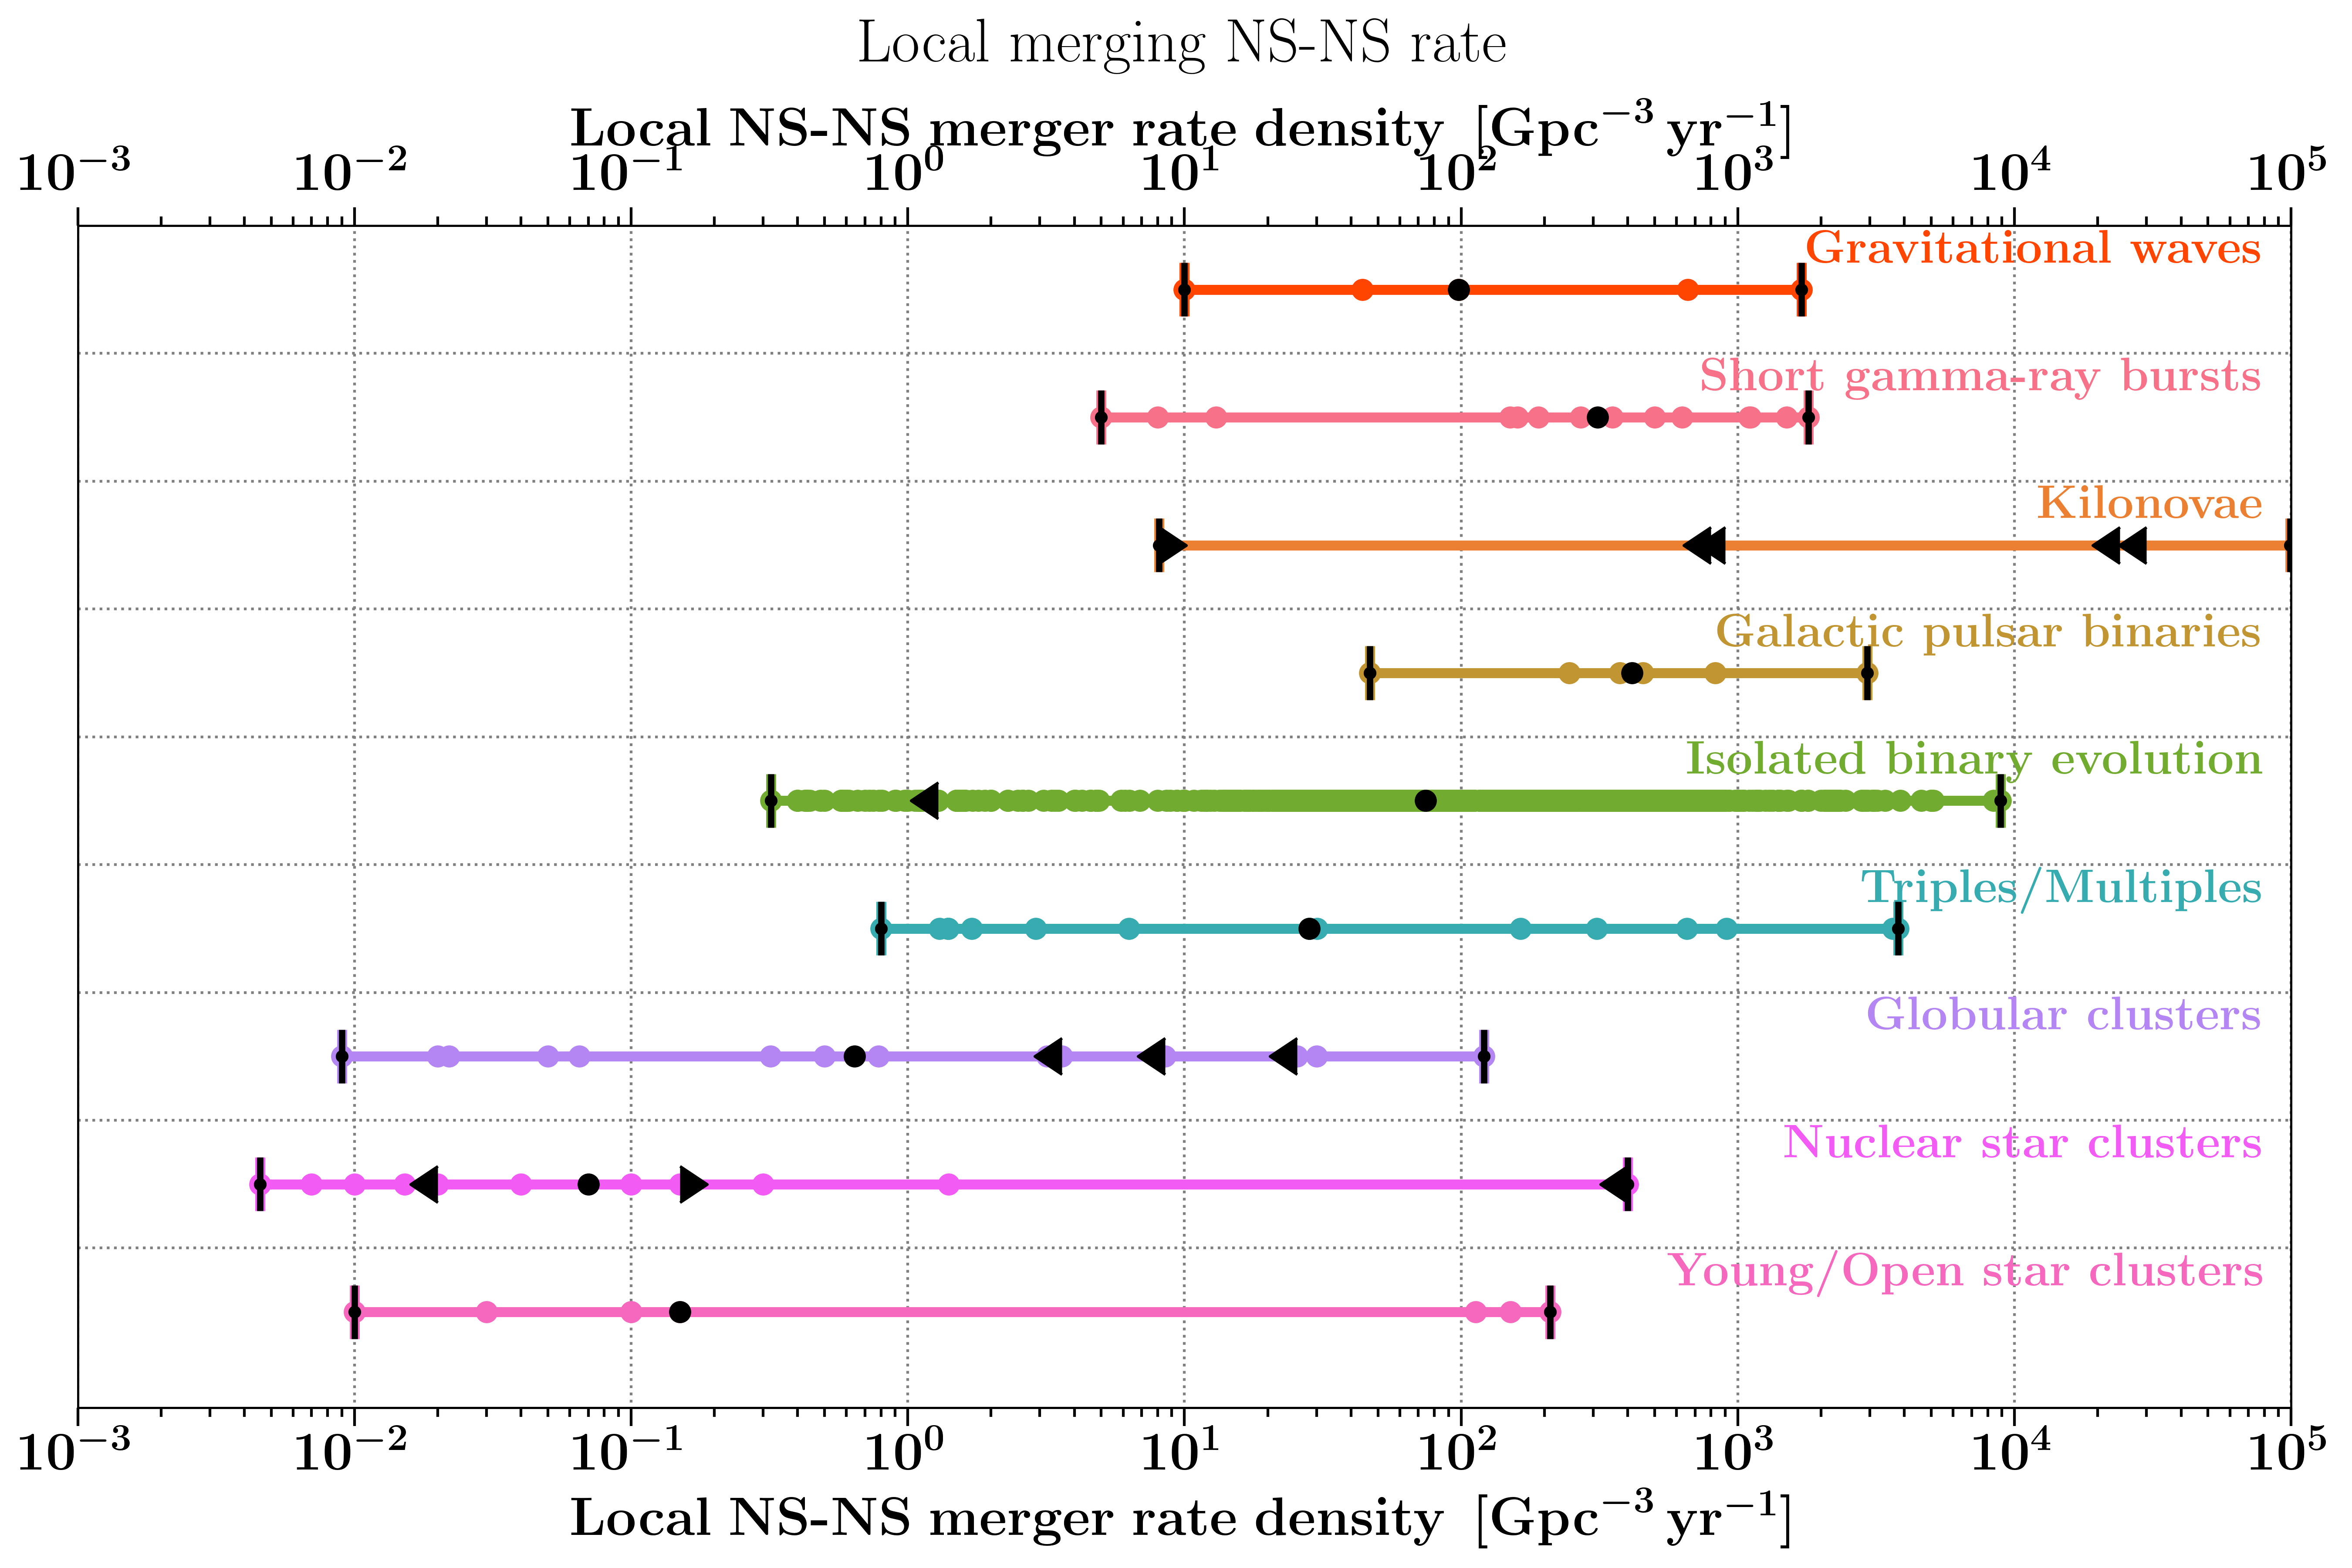 Local merging NS-NS rate
Local NS-NS merger rate density [Gpc⁻³ yr⁻¹]
10⁻³ 10⁻² 10⁻¹ 10⁰ 10¹ 10² 10³ 10⁴ 10⁵
Gravitational waves
Short gamma-ray bursts
Kilonovae
Galactic pulsar binaries
Isolated binary evolution
Triples/Multiples
Globular clusters
Nuclear star clusters
Young/Open star clusters
10⁻³ 10⁻² 10⁻¹ 10⁰ 10¹ 10² 10³ 10⁴ 10⁵
Local NS-NS merger rate density [Gpc⁻³ yr⁻¹]